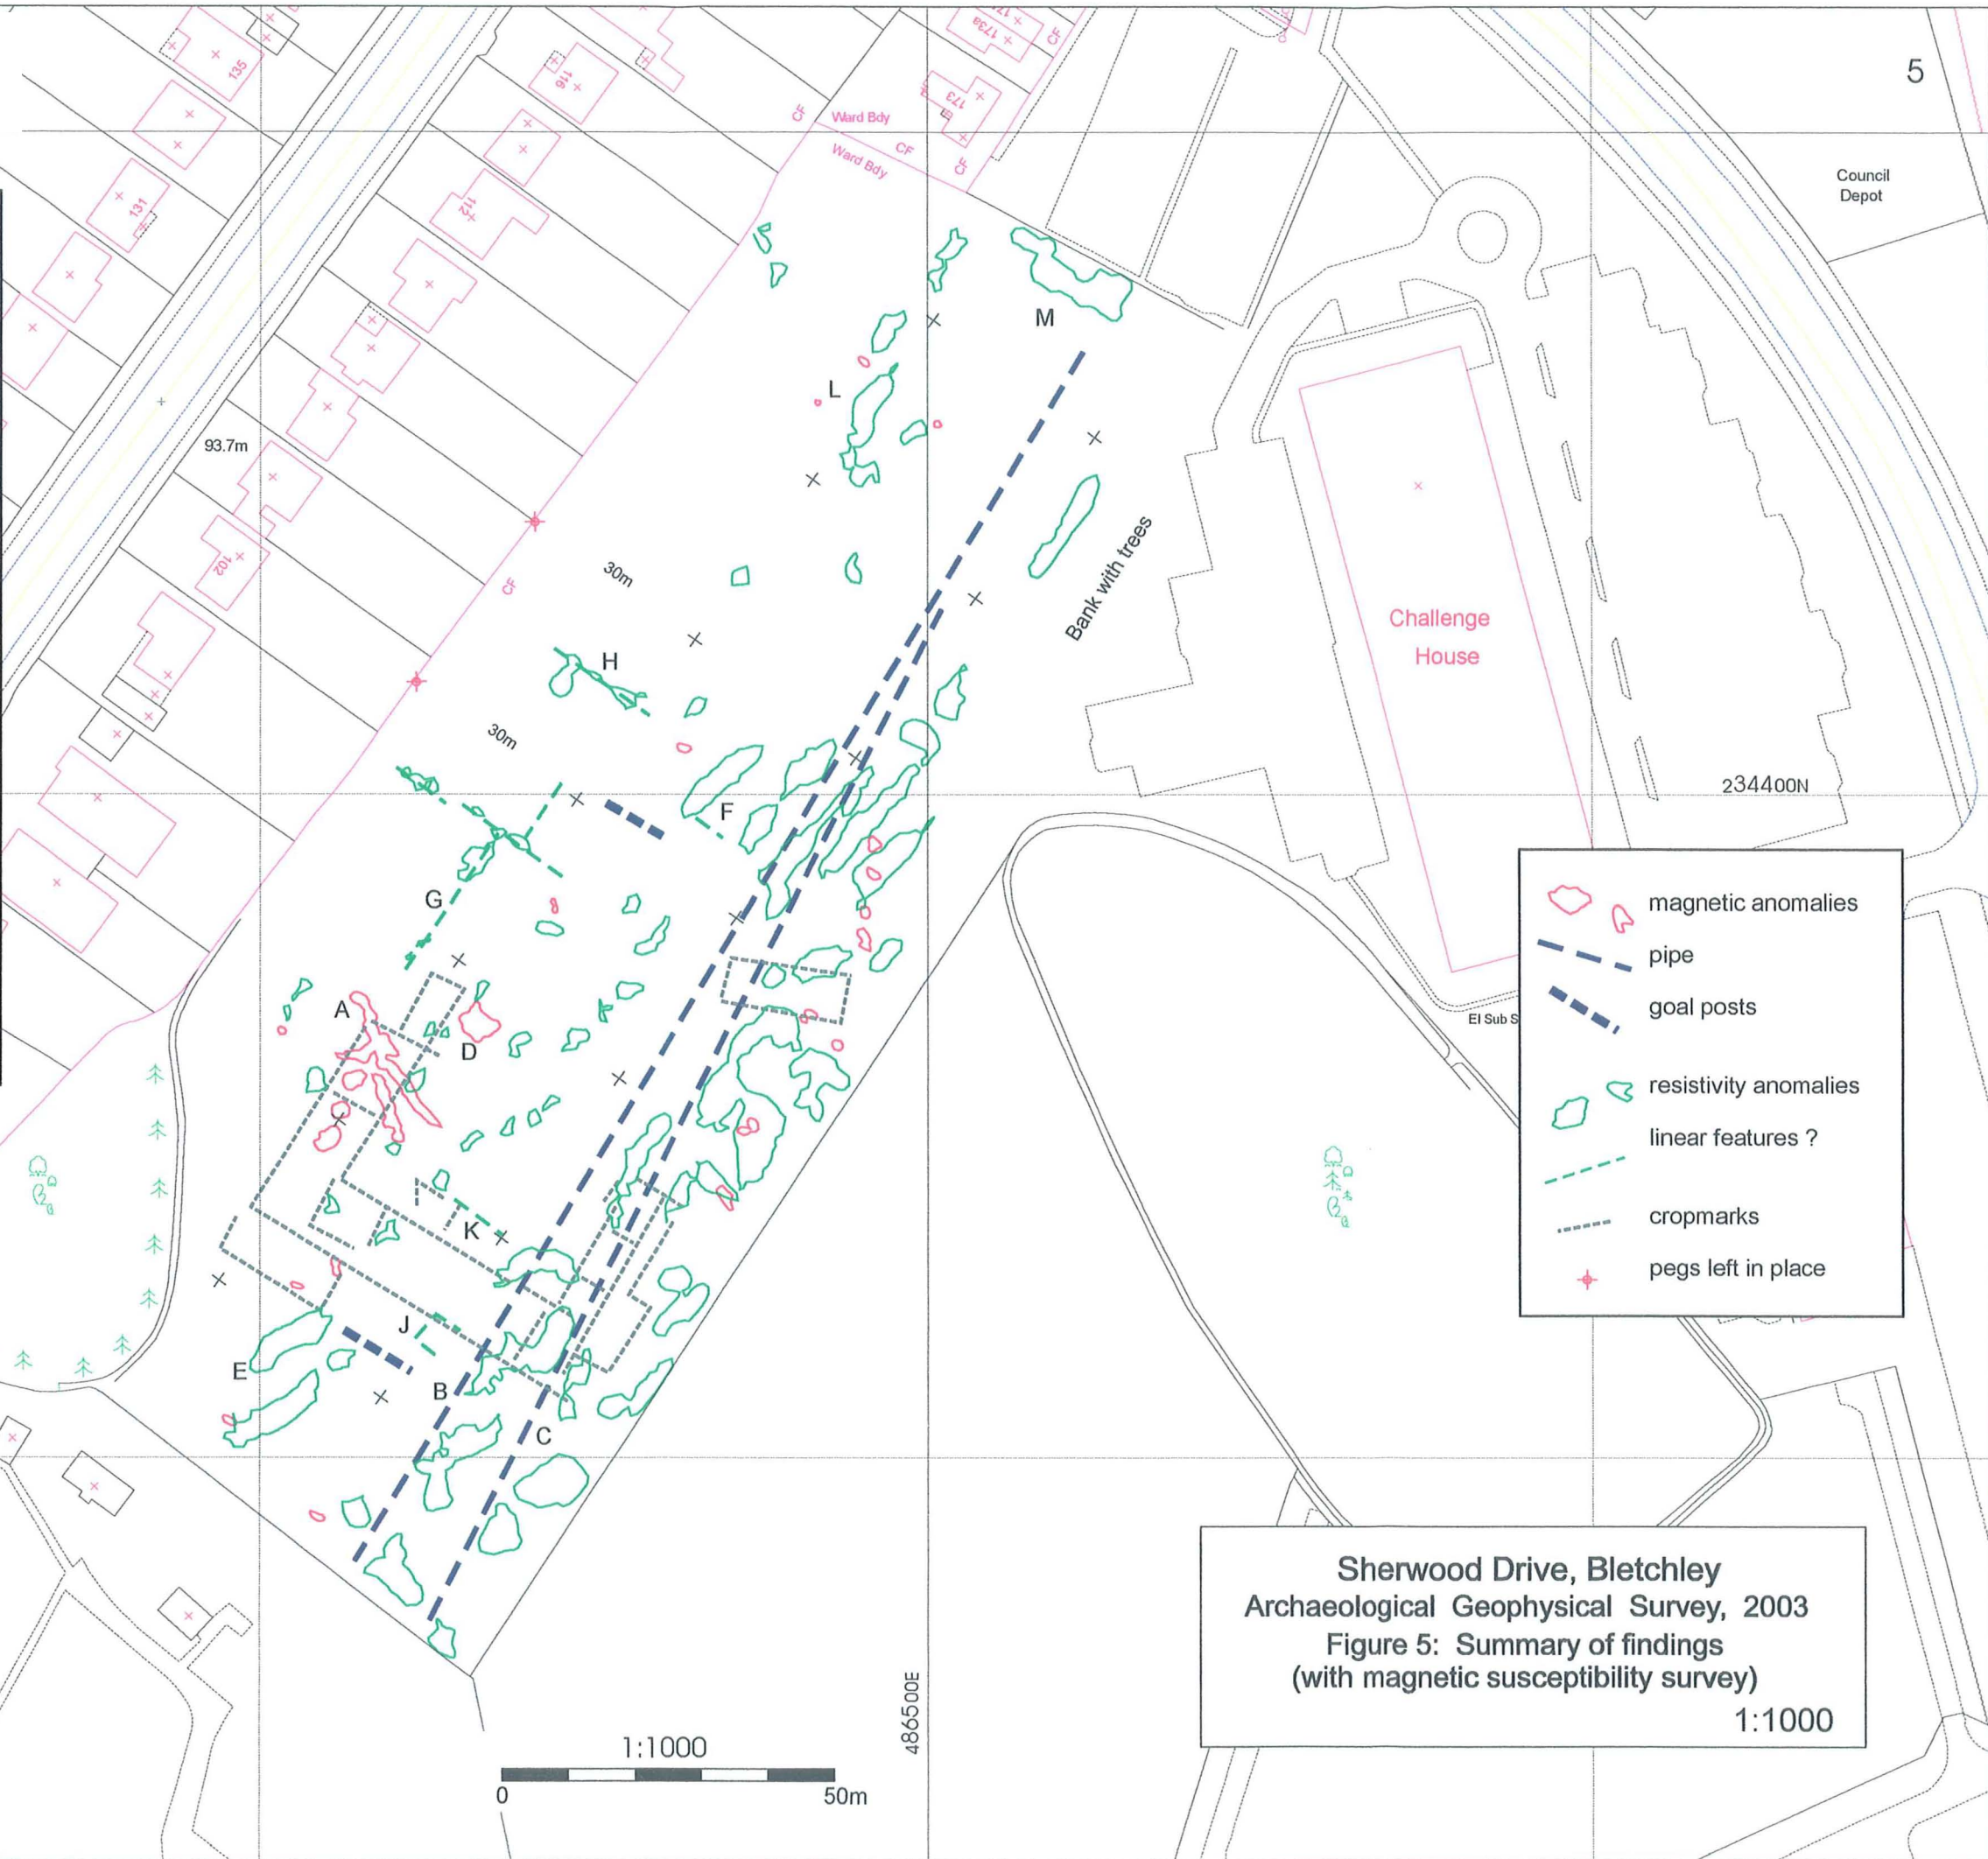 5
135
116
173a
171
CF
173
131
112
CF
Ward Bdy
CF
Ward Bdy
CF
Council
Depot
M
L
93.7m
102
CF
30m
Bank with trees
Challenge
House
H
30m
234400N
F
G
A
D
El Sub S
K
J
E
B
C
magnetic anomalies
pipe
goal posts
resistivity anomalies
linear features ?
cropmarks
pegs left in place
Sherwood Drive, Bletchley
Archaeological Geophysical Survey, 2003
Figure 5: Summary of findings
(with magnetic susceptibility survey)
1:1000
486500E
1:1000
0
50m